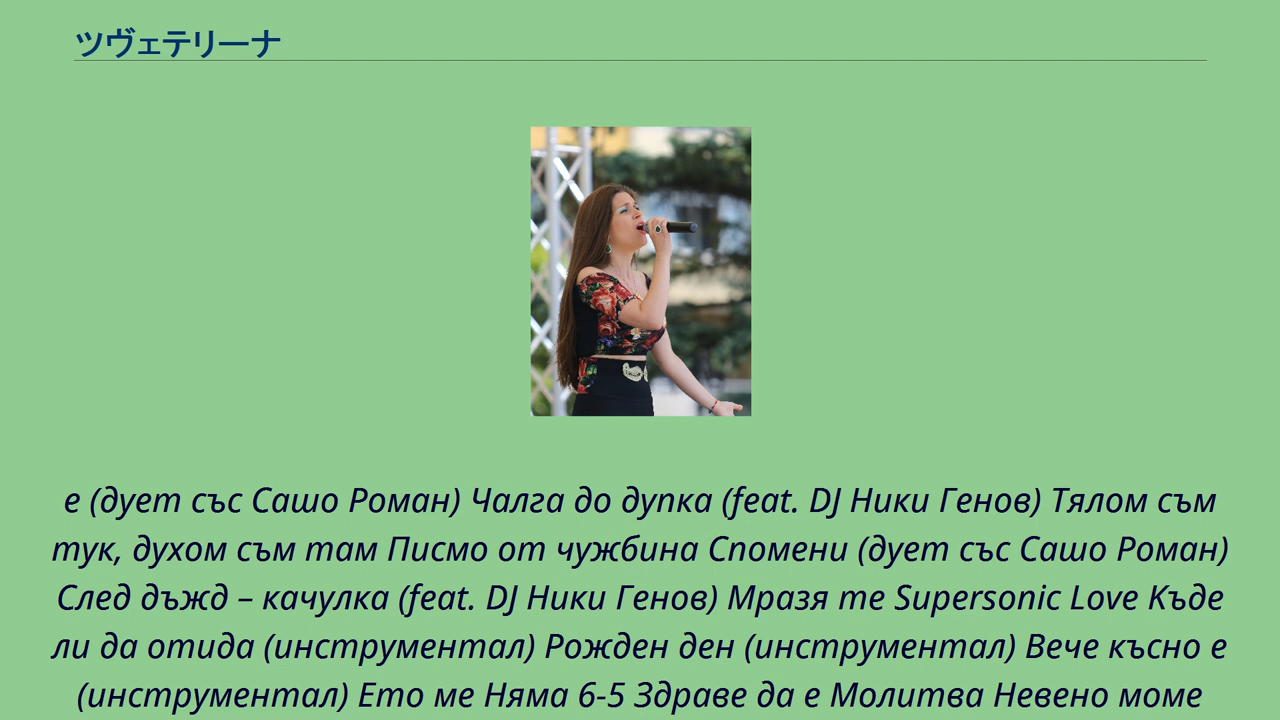 ツヴェテリーナ
е (дует със Сашо Роман) Чалга до дупка (feat. DJ Ники Генов) Тялом съм
тук, духом съм там Писмо от чужбина Спомени (дует със Сашо Роман)
След дъжд – качулка (feat. DJ Ники Генов) Мразя те Supersonic Love Къде
ли да отида (инструментал) Рожден ден (инструментал) Вече късно е
(инструментал) Ето ме Няма 6-5 Здраве да е Молитва Невено моме